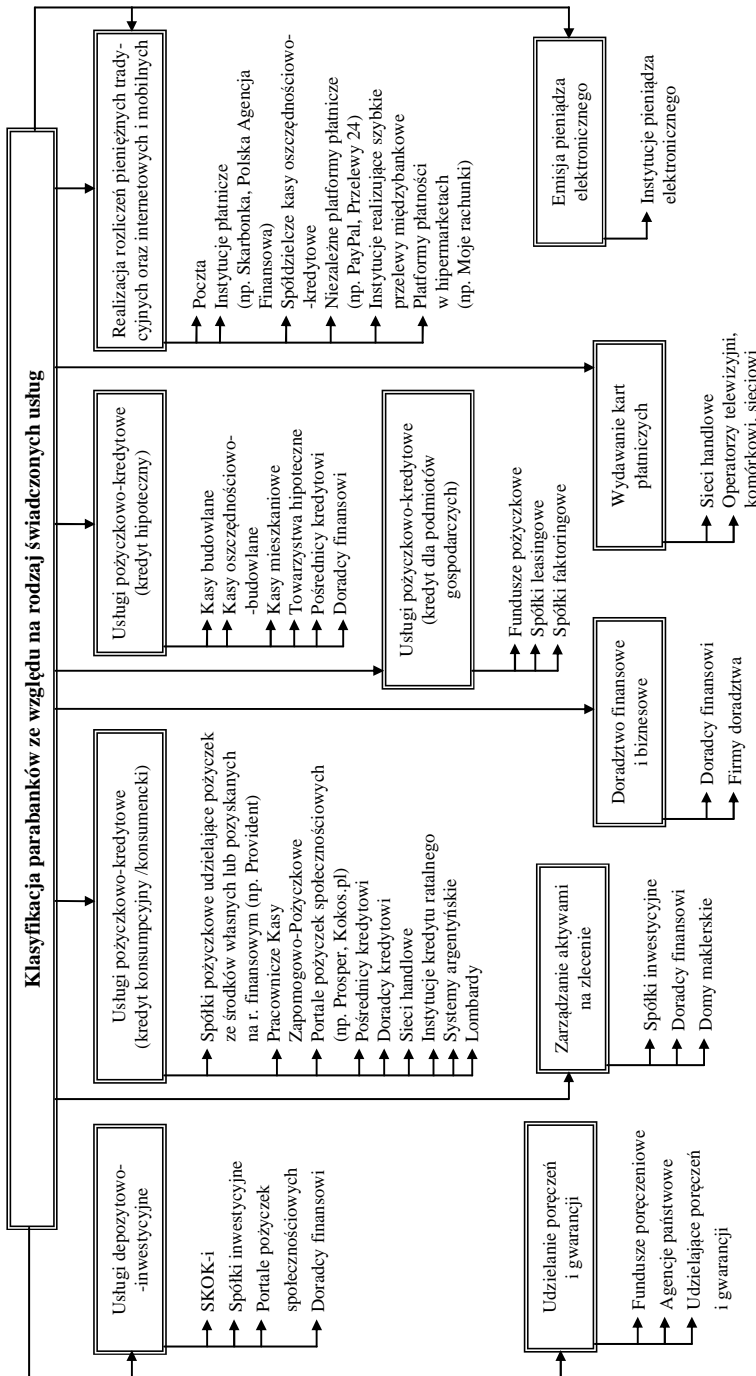 Klasyfikacja parabanków ze względu na rodzaj świadczonych usług
Usługi depozytowo-
-inwestycyjne
SKOK-i
Spółki inwestycyjne
Portale pożyczek
społecznościowych
Doradcy finansowi
Usługi pożyczkowo-kredytowe
(kredyt konsumpcyjny /konsumencki)
Spółki pożyczkowe udzielające pożyczek
ze środków własnych lub pozyskanych
na r. finansowym (np. Provident)
Pracownicze Kasy
Zapomogowo-Pożyczkowe
Portale pożyczek społecznościowych
(np. Prosper, Kokos.pl)
Pośrednicy kredytowi
Doradcy kredytowi
Sieci handlowe
Instytucje kredytu ratalnego
Systemy argentyńskie
Lombardy
Usługi pożyczkowo-kredytowe
(kredyt hipoteczny)
Kasy budowlane
Kasy oszczędnościowo-
-budowlane
Kasy mieszkaniowe
Towarzystwa hipoteczne
Pośrednicy kredytowi
Doradcy finansowi
Realizacja rozliczeń pieniężnych trady-
cyjnych oraz internetowych i mobilnych
Poczta
Instytucje płatnicze
(np. Skarbonka, Polska Agencja
Finansowa)
Spółdzielcze kasy oszczędnościowo-
-kredytowe
Niezależne platformy płatnicze
(np. PayPal, Przelewy 24)
Instytucje realizujące szybkie
przelewy międzybankowe
Platformy płatności
w hipermarketach
(np. Moje rachunki)
Usługi pożyczkowo-kredytowe
(kredyt dla podmiotów
gospodarczych)
Fundusze pożyczkowe
Spółki leasingowe
Spółki faktoringowe
Udzielanie poręczeń
i gwarancji
Fundusze poręczeniowe
Agencje państwowe
Udzielające poręczeń
i gwarancji
Zarządzanie aktywami
na zlecenie
Spółki inwestycyjne
Doradcy finansowi
Domy maklerskie
Doradztwo finansowe
i biznesowe
Doradcy finansowi
Firmy doradztwa
Wydawanie kart
płatniczych
Sieci handlowe
Operatorzy telewizyjni,
komórkowi, sieciowi
Emisja pieniądza
elektronicznego
Instytucje pieniądza
elektronicznego